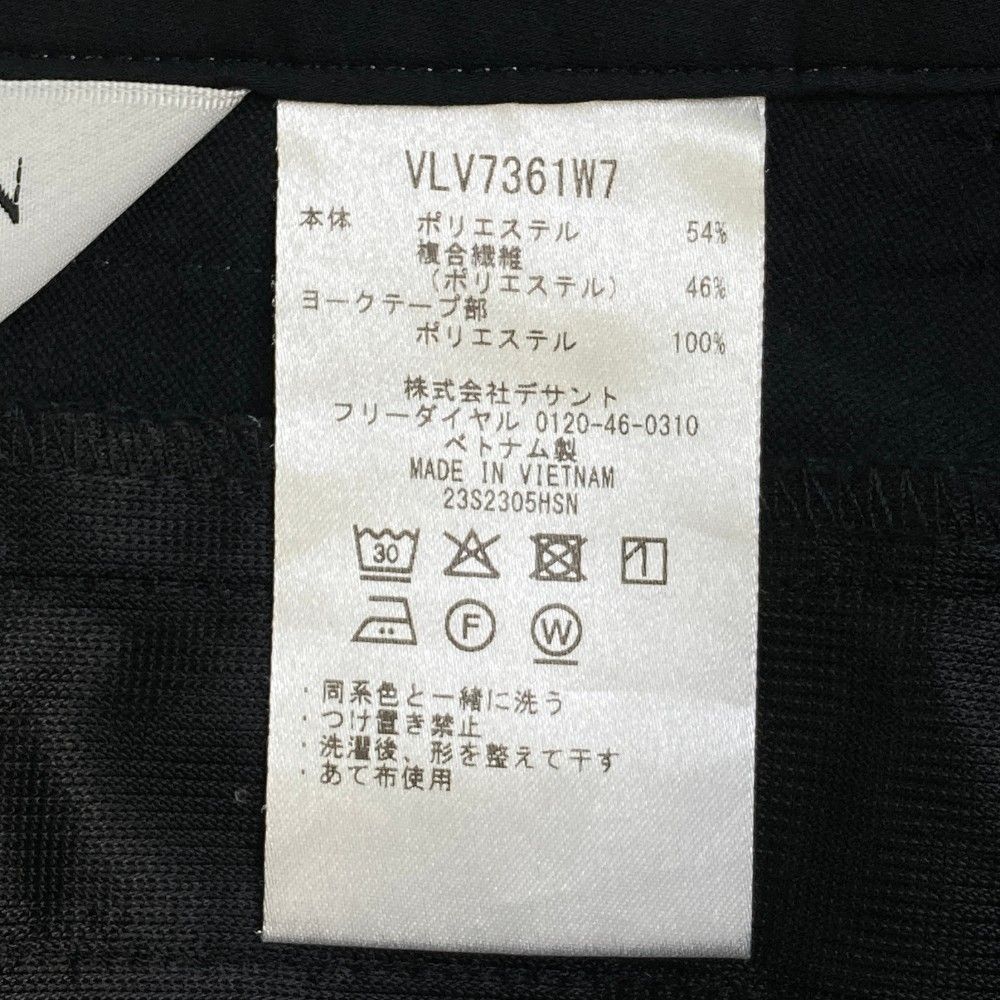 N
VLV7361W7
本体 ポリエステル 54%
複合繊維
(ポリエステル) 46%
ヨークテープ部
ポリエステル 100%
株式会社デサント
フリーダイヤル 0120-46-0310
ベトナム製
MADE IN VIETNAM
23S2305HSN
30
F W
・同系色と一緒に洗う
・つけ置き禁止
・洗濯後、形を整えて干す
・あて布使用